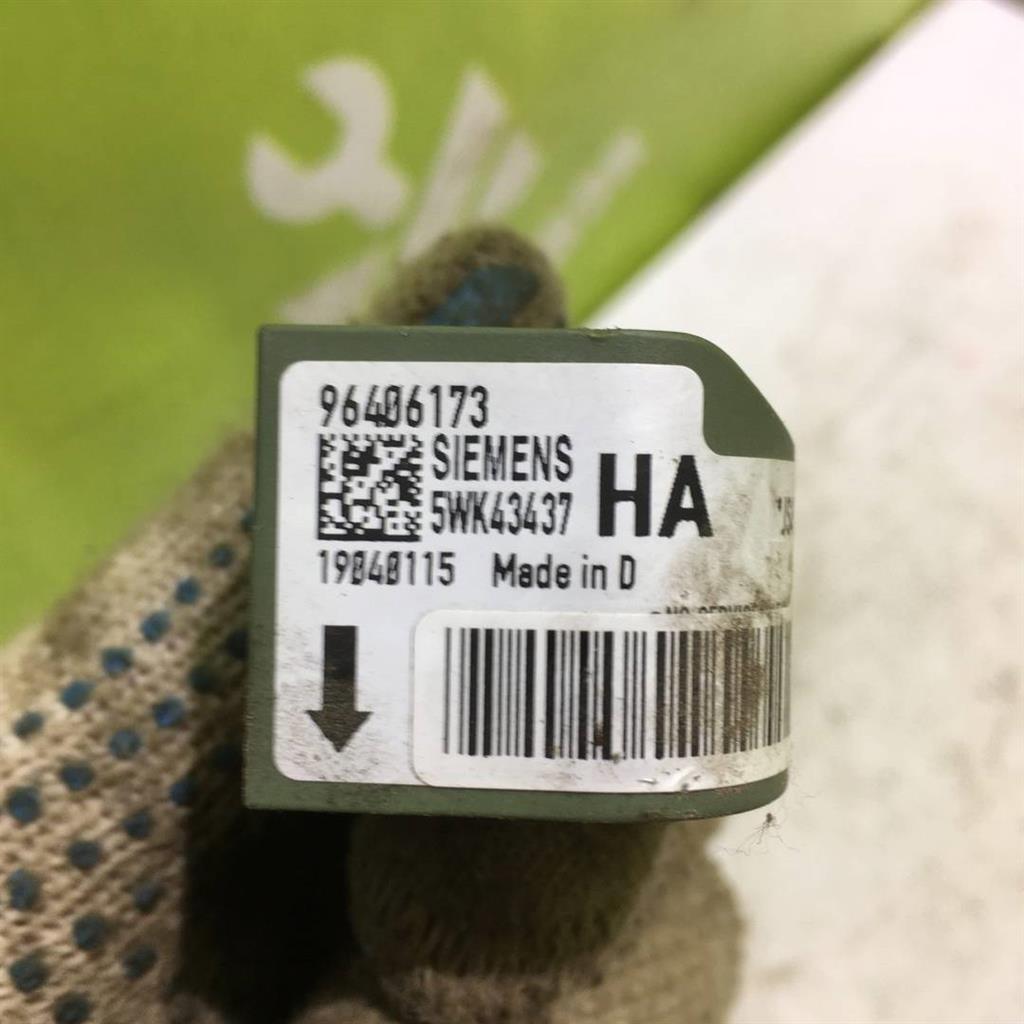 96406173
SIEMENS
5WK43437
HA
19040115 Made in D